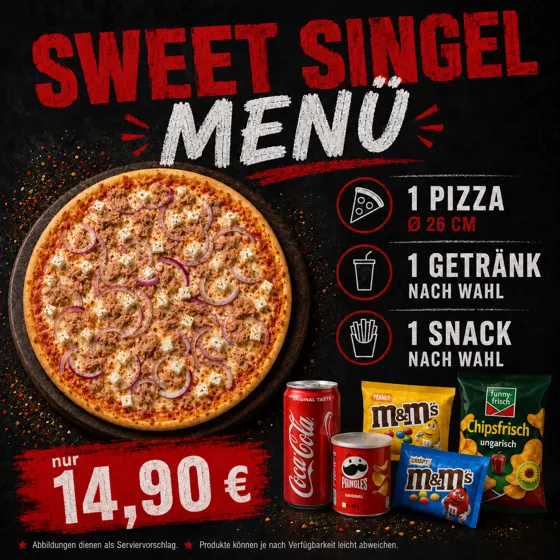 SWEET SINGEL
MENÜ
1 PIZZA
Ø 26 CM
1 GETRÄNK
NACH WAHL
1 SNACK
NACH WAHL
ORIGINAL TASTE
Coca-Cola
PEANUT
m&m's
funny-
frisch
Chipsfrisch
ungarisch
PRINGLES
ORIGINAL
CRISPY
m&m's
nur
14,90 €
★ Abbildungen dienen als Serviervorschlag. ★ Produkte können je nach Verfügbarkeit leicht abweichen.